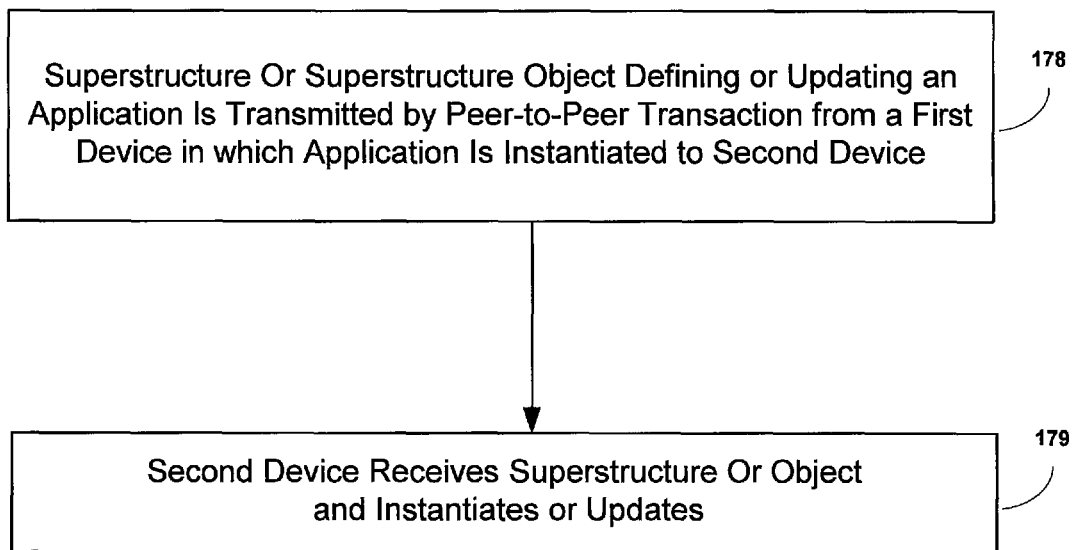 Superstructure Or Superstructure Object Defining or Updating an
Application Is Transmitted by Peer-to-Peer Transaction from a First
Device in which Application Is Instantiated to Second Device
178
Second Device Receives Superstructure Or Object
and Instantiates or Updates
179